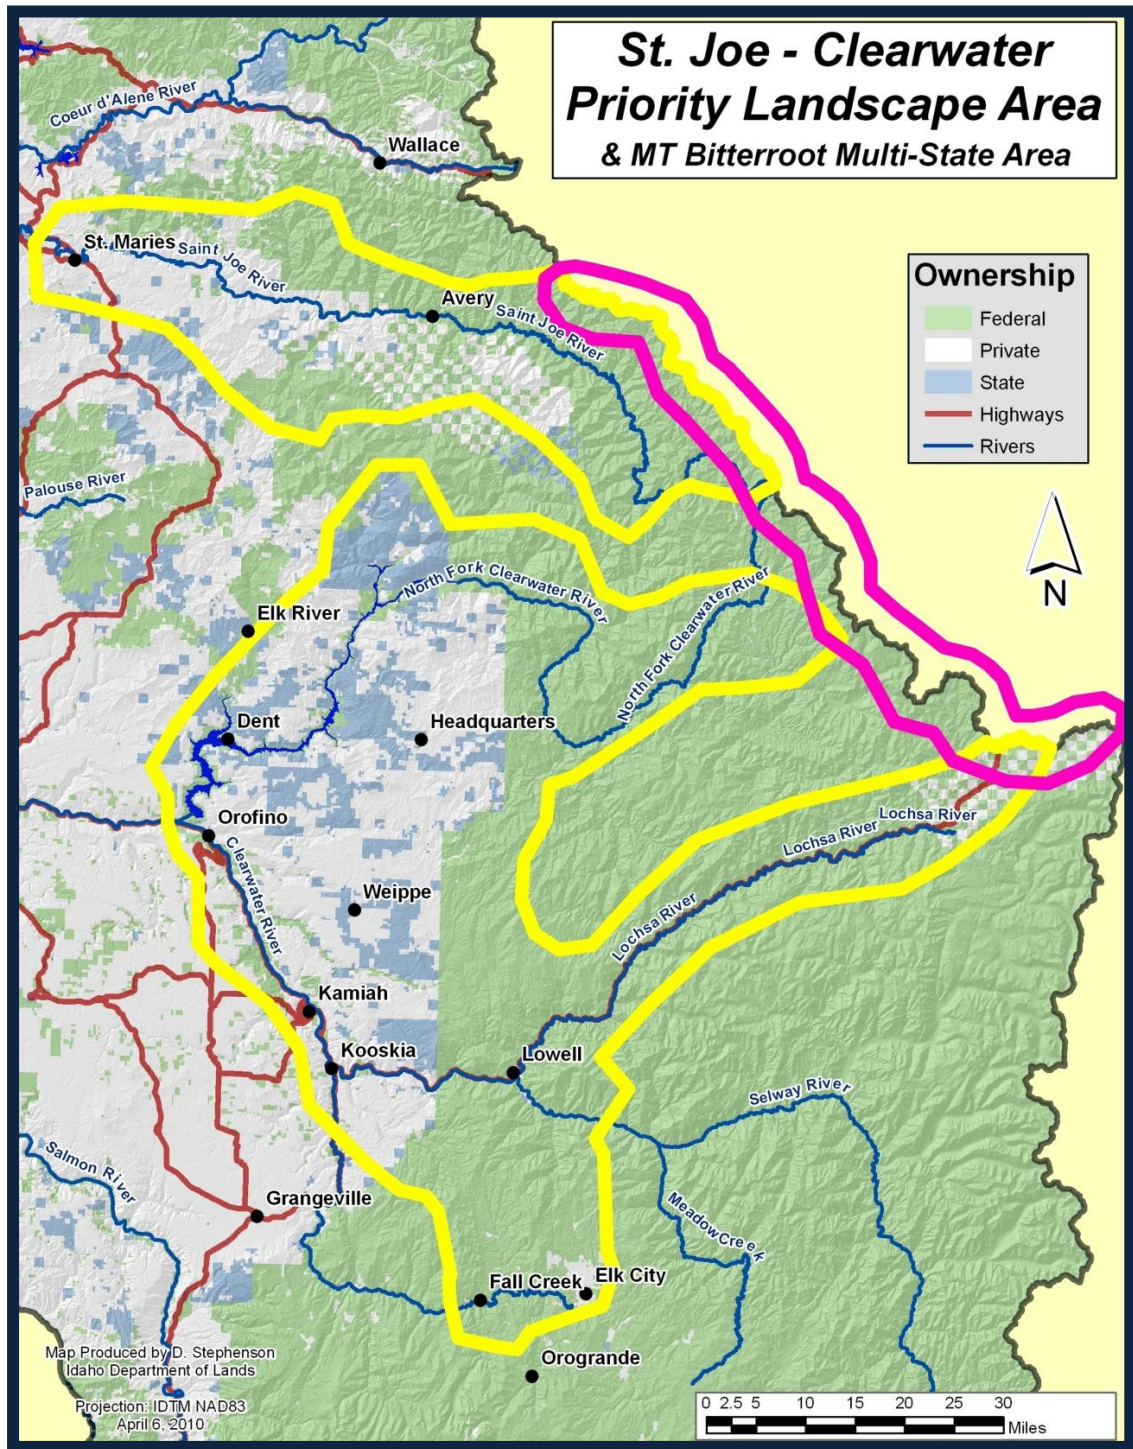 St. Joe - Clearwater
Priority Landscape Area
& MT Bitterroot Multi-State Area
Coeur d'Alene River
Wallace
St. Maries
Saint Joe River
Avery
Saint Joe River
Ownership
Federal
Private
State
Highways
Rivers
Palouse River
N
North Fork Clearwater River
Elk River
North Fork Clearwater River
Dent
Headquarters
Orofino
Lochsa River
Lochsa River
Clearwater River
Weippe
Lochsa River
Kamiah
Kooskia
Lowell
Selway River
Salmon River
Grangeville
MeadowCreek
Fall Creek
Elk City
Orogrande
Map Produced by D. Stephenson
Idaho Department of Lands
Projection: IDTM NAD83
April 6, 2010
0 2.5 5 10 15 20 25 30
Miles